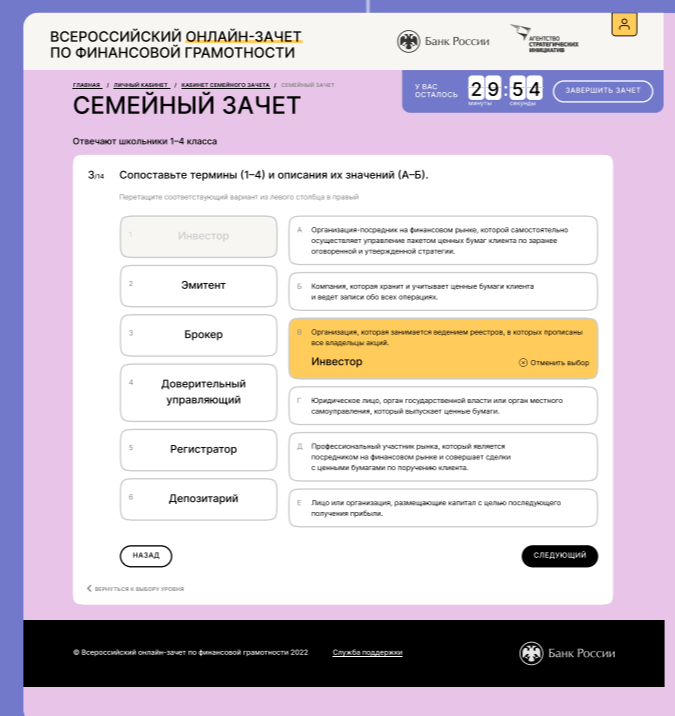 ВСЕРОССИЙСКИЙ ОНЛАЙН-ЗАЧЕТ
ПО ФИНАНСОВОЙ ГРАМОТНОСТИ
Банк России
АГЕНТСТВО
СТРАТЕГИЧЕСКИХ
ИНИЦИАТИВ
ГЛАВНАЯ / ЛИЧНЫЙ КАБИНЕТ / КАБИНЕТ СЕМЕЙНОГО ЗАЧЕТА / СЕМЕЙНЫЙ ЗАЧЕТ
СЕМЕЙНЫЙ ЗАЧЕТ
У ВАС
ОСТАЛОСЬ
29:54
минуты секунды
ЗАВЕРШИТЬ ЗАЧЕТ
Отвечают школьники 1–4 класса
3/14 Сопоставьте термины (1–4) и описания их значений (А–Б).
Перетащите соответствующий вариант из левого столбца в правый
1 Инвестор
2 Эмитент
3 Брокер
4 Доверительный
управляющий
5 Регистратор
6 Депозитарий
А Организация-посредник на финансовом рынке, которой самостоятельно
осуществляет управление пакетом ценных бумаг клиента по заранее
оговоренной и утвержденной стратегии.
Б Компания, которая хранит и учитывает ценные бумаги клиента
и ведет записи обо всех операциях.
В Организация, которая занимается ведением реестров, в которых прописаны
все владельцы акций.
Инвестор Отменить выбор
Г Юридическое лицо, орган государственной власти или орган местного
самоуправления, который выпускает ценные бумаги.
Д Профессиональный участник рынка, который является
посредником на финансовом рынке и совершает сделки
с ценными бумагами по поручению клиента.
Е Лицо или организация, размещающие капитал с целью последующего
получения прибыли.
НАЗАД
СЛЕДУЮЩИЙ
ВЕРНУТЬСЯ К ВЫБОРУ УРОВНЯ
© Всероссийский онлайн-зачет по финансовой грамотности 2022
Служба поддержки
Банк России